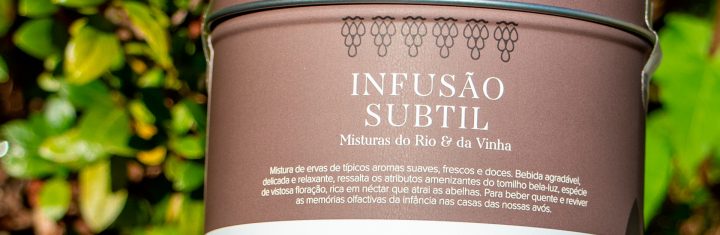 INFUSÃO
SUBTIL
Misturas do Rio & da Vinha
Mistura de ervas de típicos aromas suaves, frescos e doces. Bebida agradável,
delicada e relaxante, ressalta os atributos amenizantes do tomilho bela-luz, espécie
de vistosa floração, rica em néctar que atrai as abelhas. Para beber quente e reviver
as memórias olfactivas da infância nas casas das nossas avós.